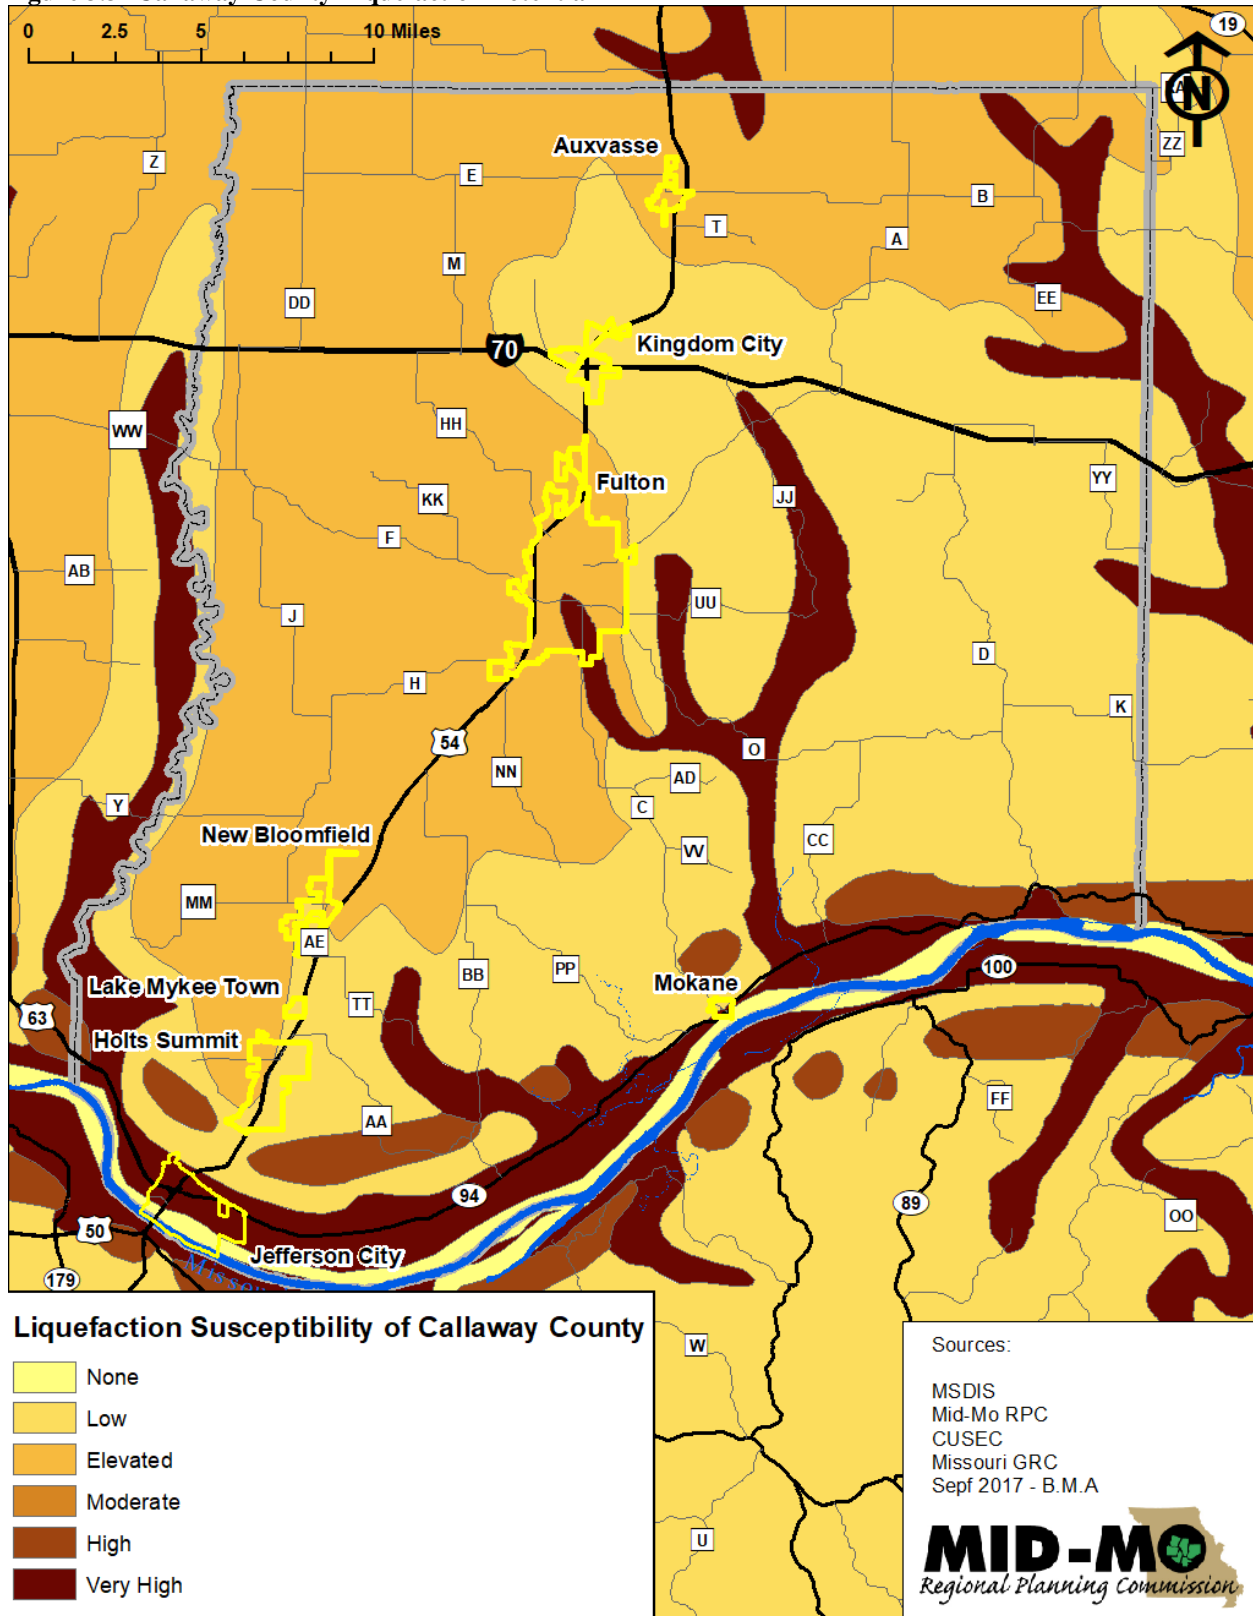 0 2.5 5 10 Miles
19
Auxvasse
Z
E
ZZ
B
T
A
M
DD
EE
N
70
Kingdom City
WW
HH
Fulton
KK
JJ
YY
F
AB
J
UU
D
H
K
54
O
NN
AD
Y
C
New Bloomfield
VV
CC
MM
AE
BB
PP
100
Lake Mykee Town
TT
Mokane
63
Holts Summit
AA
FF
94
89
50
OO
Jefferson City
179
Liquefaction Susceptibility of Callaway County
None
Low
Elevated
Moderate
High
Very High
W
U
Sources:
MSDIS
Mid-Mo RPC
CUSEC
Missouri GRC
Sepf 2017 - B.M.A
MID-MO
Regional Planning Commission